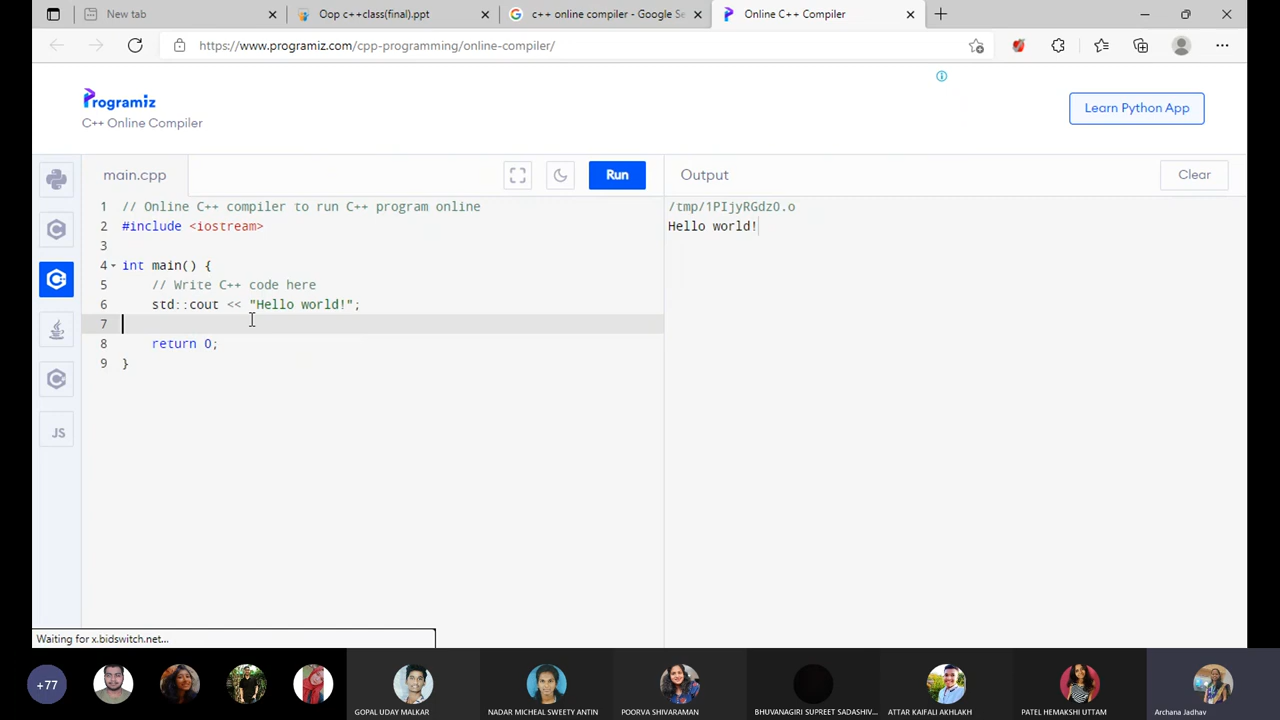 New tab
Oop c++class(final).ppt
c++ online compiler - Google Se
Online C++ Compiler
https://www.programiz.com/cpp-programming/online-compiler/
Programiz
C++ Online Compiler
Learn Python App
main.cpp
Run
Output
Clear
1 // Online C++ compiler to run C++ program online
2 #include <iostream>
3
4 int main() {
5 // Write C++ code here
6 std::cout << "Hello world!";
7
8 return 0;
9 }
JS
/tmp/1PIjyRGdz0.o
Hello world!
Waiting for x.bidswitch.net...
+77
GOPAL UDAY MALKAR
NADAR MICHEAL SWEETY ANTIN
POORVA SHIVARAMAN
BHUVANAGIRI SUPREET SADASHIV...
ATTAR KAIFALI AKHLAKH
PATEL HEMAKSHI UTTAM
Archana Jadhav